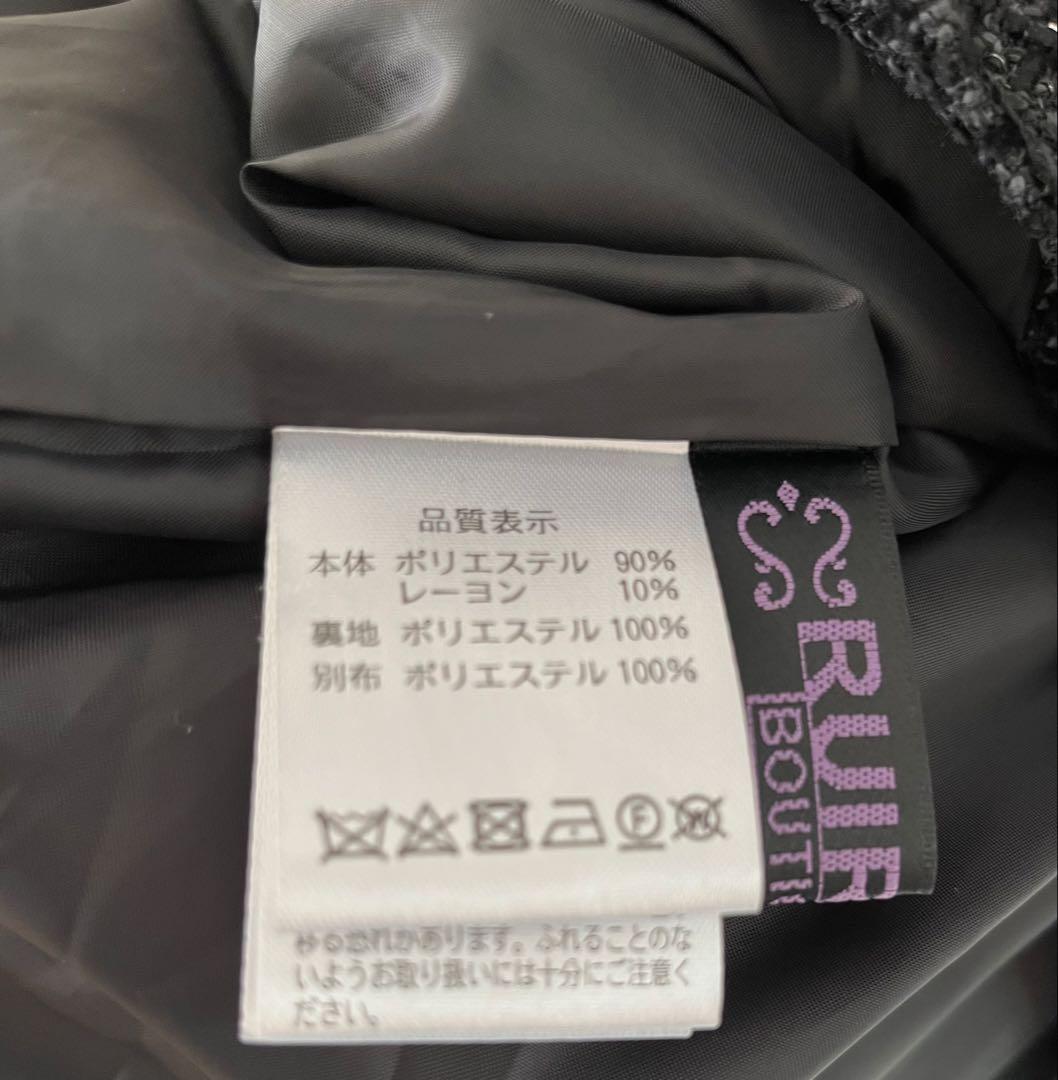 品質表示
本体 ポリエステル 90%
レーヨン 10%
裏地 ポリエステル 100%
別布 ポリエステル 100%
F
W
恐れがあります。ふれることのな
いようお取り扱いには十分にご注意く
ださい。
RUIR
BOUTI